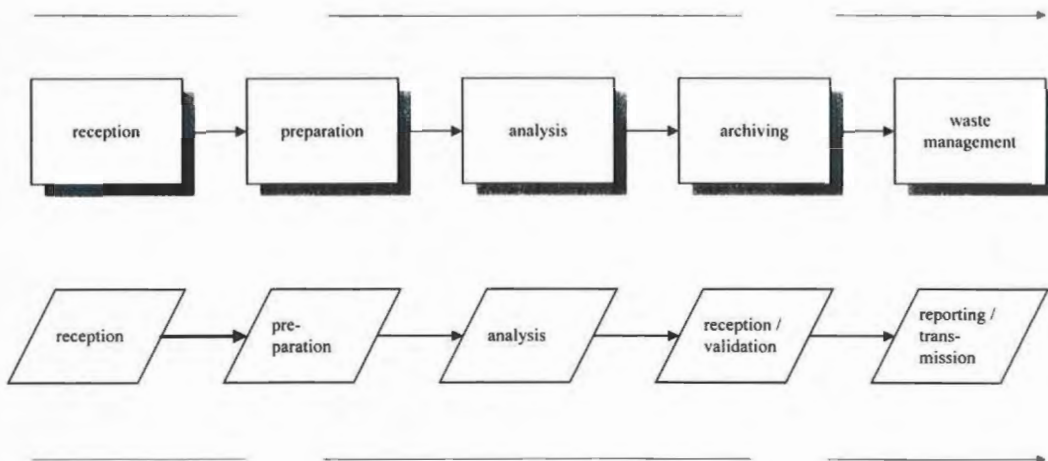 reception
preparation
analysis
archiving
waste
management
reception
pre-
paration
analysis
reception /
validation
reporting /
trans-
mission